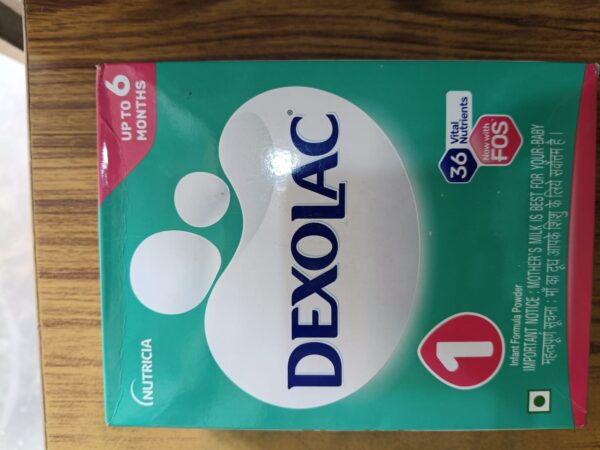 NUTRICIA
UP TO 6
MONTHS
DEXOLAC®
36 Vital
Nutrients
Now with
FOS*
1
Infant Formula Powder
IMPORTANT NOTICE : MOTHER'S MILK IS BEST FOR YOUR BABY
महत्वपूर्ण सूचना : माँ का दूध आपके शिशु के लिये सर्वोत्तम है।